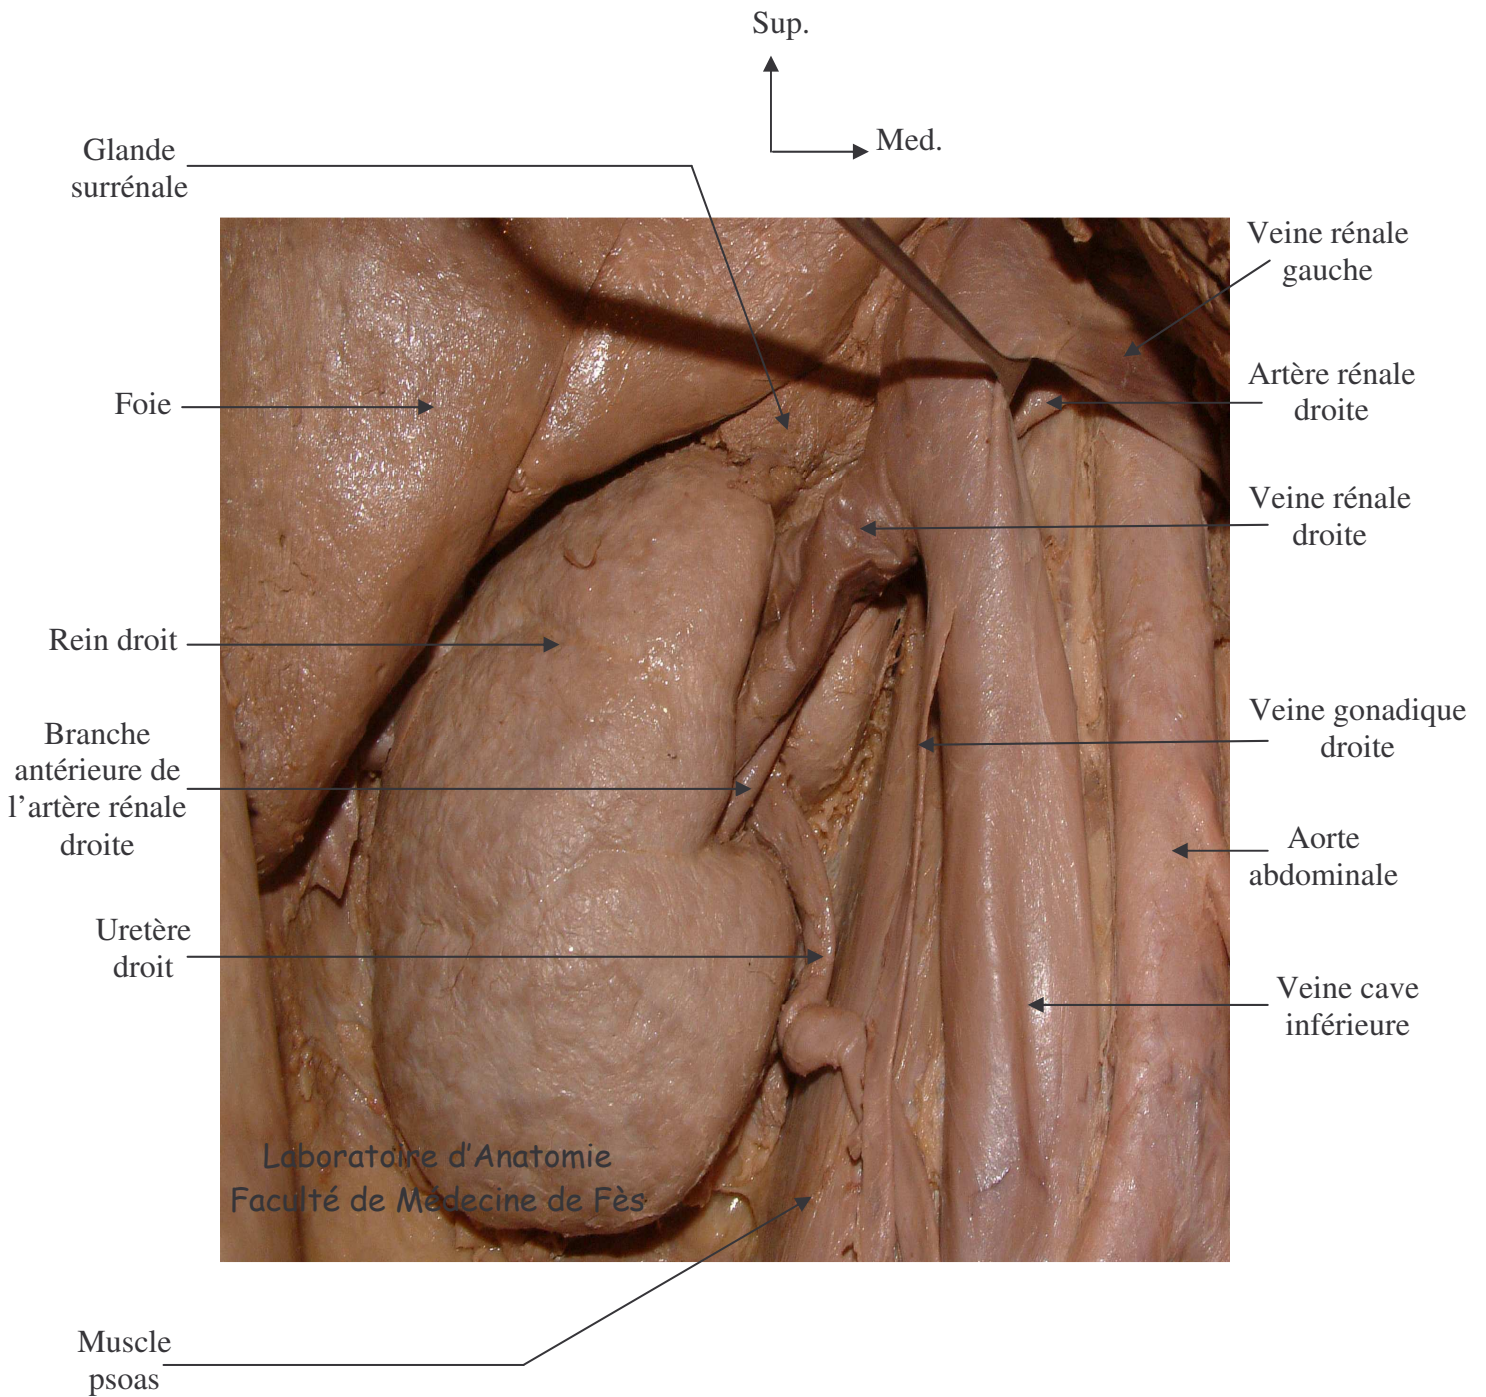 Sup.
Med.
Glande
surrénale
Veine rénale
gauche
Artère rénale
droite
Foie
Veine rénale
droite
Rein droit
Veine gonadique
droite
Branche
antérieure de
l’artère rénale
droite
Aorte
abdominale
Uretère
droit
Veine cave
inférieure
Laboratoire d’Anatomie
Faculté de Médecine de Fès
Muscle
psoas